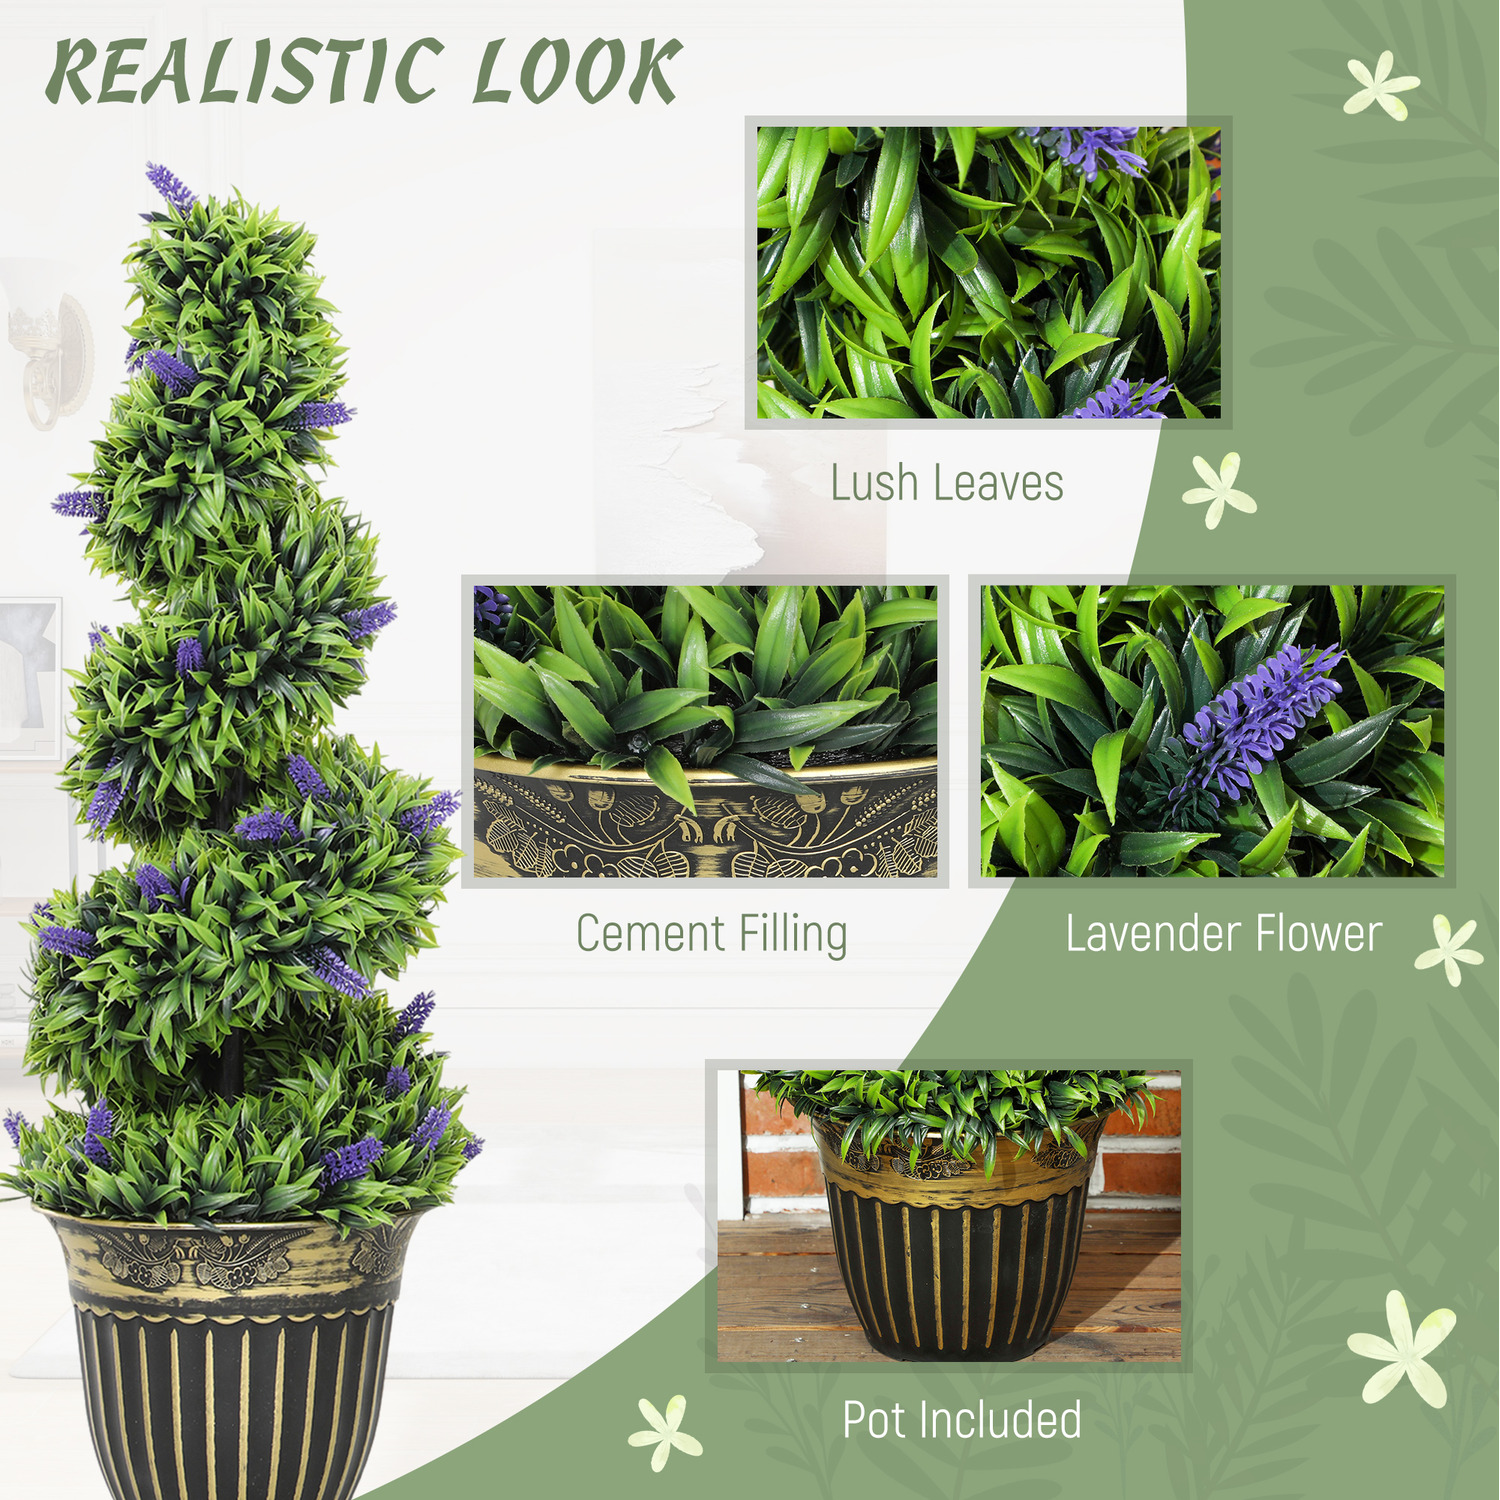 REALISTIC LOOK
Lush Leaves
Cement Filling
Lavender Flower
Pot Included